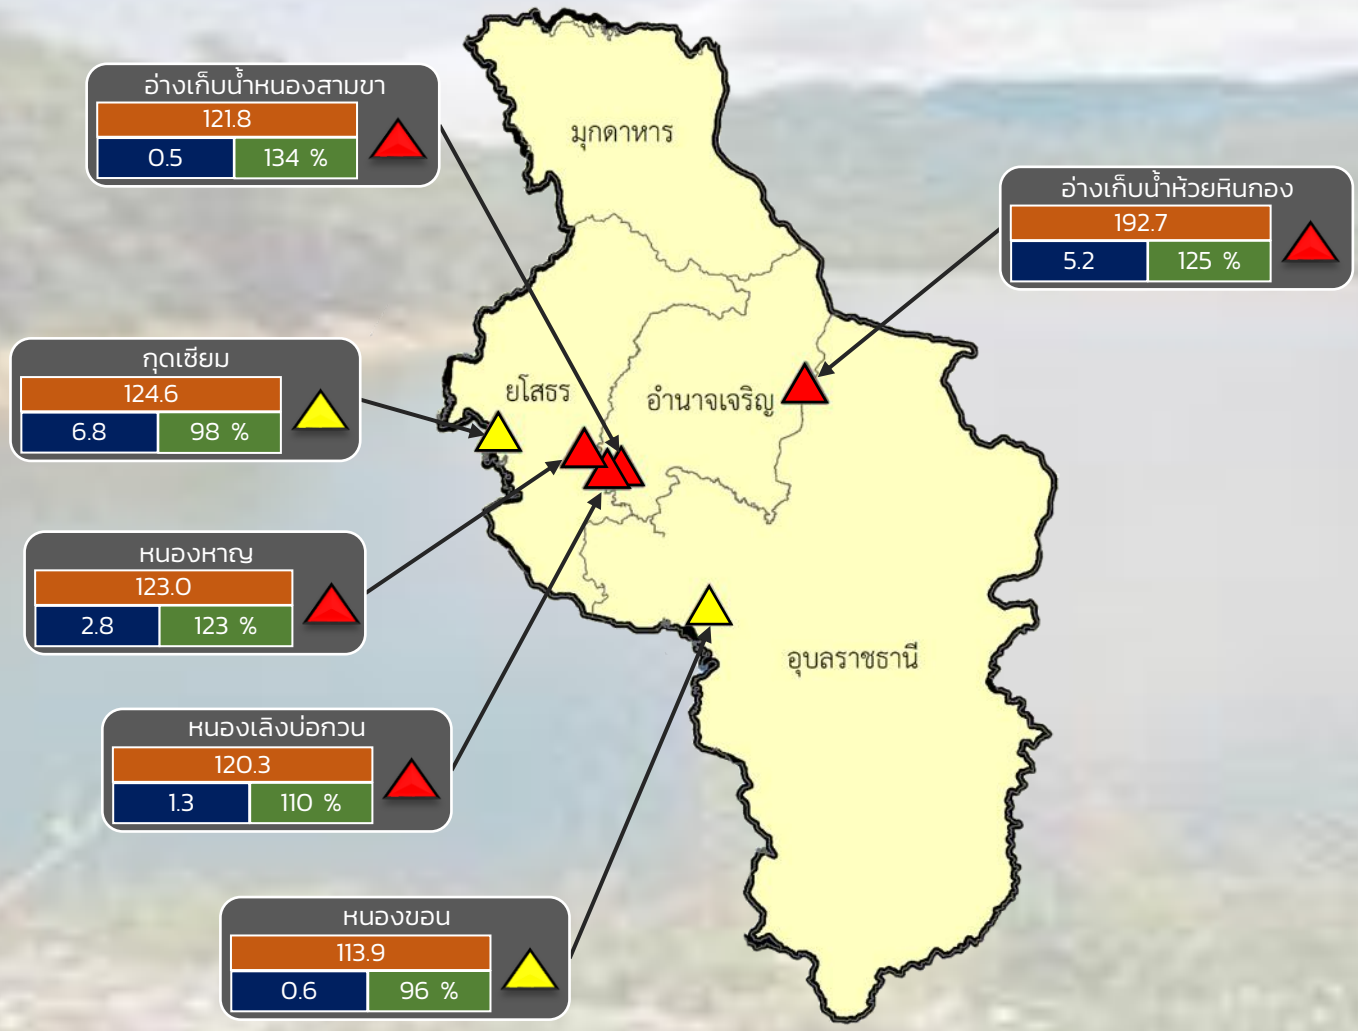 อ่างเก็บน้ำหนองสามขา
121.8
0.5 134 %
มุกดาหาร
อ่างเก็บน้ำห้วยหินกอง
192.7
5.2 125 %
กุดเซียม
124.6
6.8 98 %
ยโสธร
อำนาจเจริญ
หนองหาญ
123.0
2.8 123 %
อุบลราชธานี
หนองเลิงบ่อกวน
120.3
1.3 110 %
หนองขอน
113.9
0.6 96 %